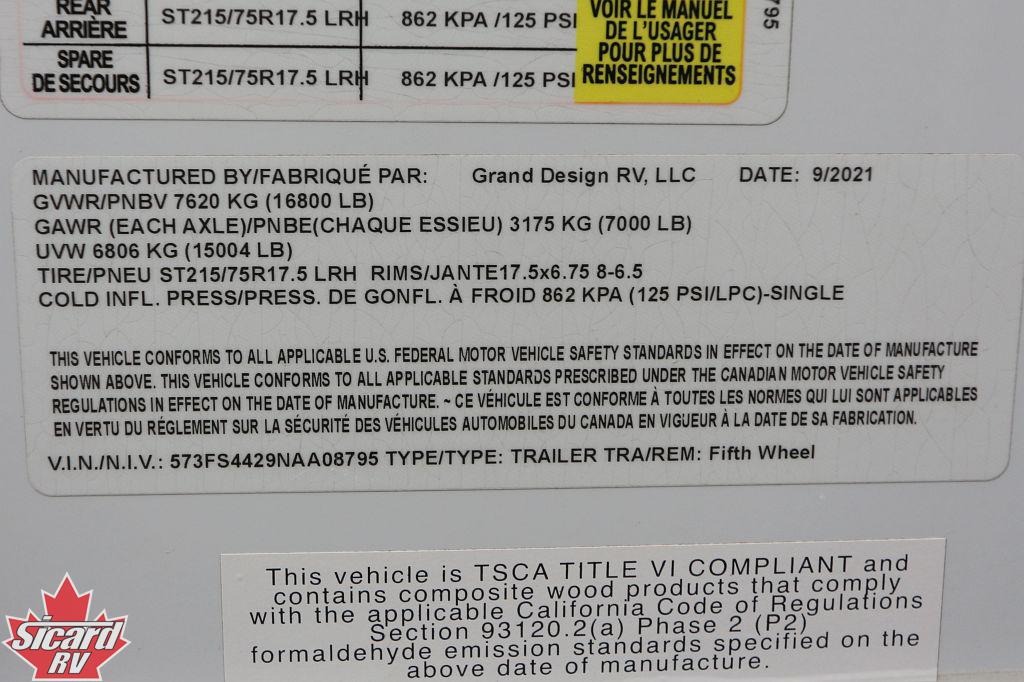 REAR
ARRIÈRE
ST215/75R17.5 LRH
862 KPA /125 PSI
SPARE
DE SECOURS
ST215/75R17.5 LRH
862 KPA /125 PSI
VOIR LE MANUEL
DE L'USAGER
POUR PLUS DE
RENSEIGNEMENTS
795
MANUFACTURED BY/FABRIQUÉ PAR: Grand Design RV, LLC DATE: 9/2021
GVWR/PNBV 7620 KG (16800 LB)
GAWR (EACH AXLE)/PNBE(CHAQUE ESSIEU) 3175 KG (7000 LB)
UVW 6806 KG (15004 LB)
TIRE/PNEU ST215/75R17.5 LRH RIMS/JANTE17.5x6.75 8-6.5
COLD INFL. PRESS/PRESS. DE GONFL. À FROID 862 KPA (125 PSI/LPC)-SINGLE
THIS VEHICLE CONFORMS TO ALL APPLICABLE U.S. FEDERAL MOTOR VEHICLE SAFETY STANDARDS IN EFFECT ON THE DATE OF MANUFACTURE
SHOWN ABOVE. THIS VEHICLE CONFORMS TO ALL APPLICABLE STANDARDS PRESCRIBED UNDER THE CANADIAN MOTOR VEHICLE SAFETY
REGULATIONS IN EFFECT ON THE DATE OF MANUFACTURE. ~ CE VÉHICULE EST CONFORME À TOUTES LES NORMES QUI LUI SONT APPLICABLES
EN VERTU DU RÉGLEMENT SUR LA SÉCURITÉ DES VÉHICULES AUTOMOBILES DU CANADA EN VIGUEUR À LA DATE DE SA FABRICATION.
V.I.N./N.I.V.: 573FS4429NAA08795 TYPE/TYPE: TRAILER TRA/REM: Fifth Wheel
This vehicle is TSCA TITLE VI COMPLIANT and
contains composite wood products that comply
with the applicable California Code of Regulations
Section 93120.2(a) Phase 2 (P2)
formaldehyde emission standards specified on the
above date of manufacture.
Sicard
RV